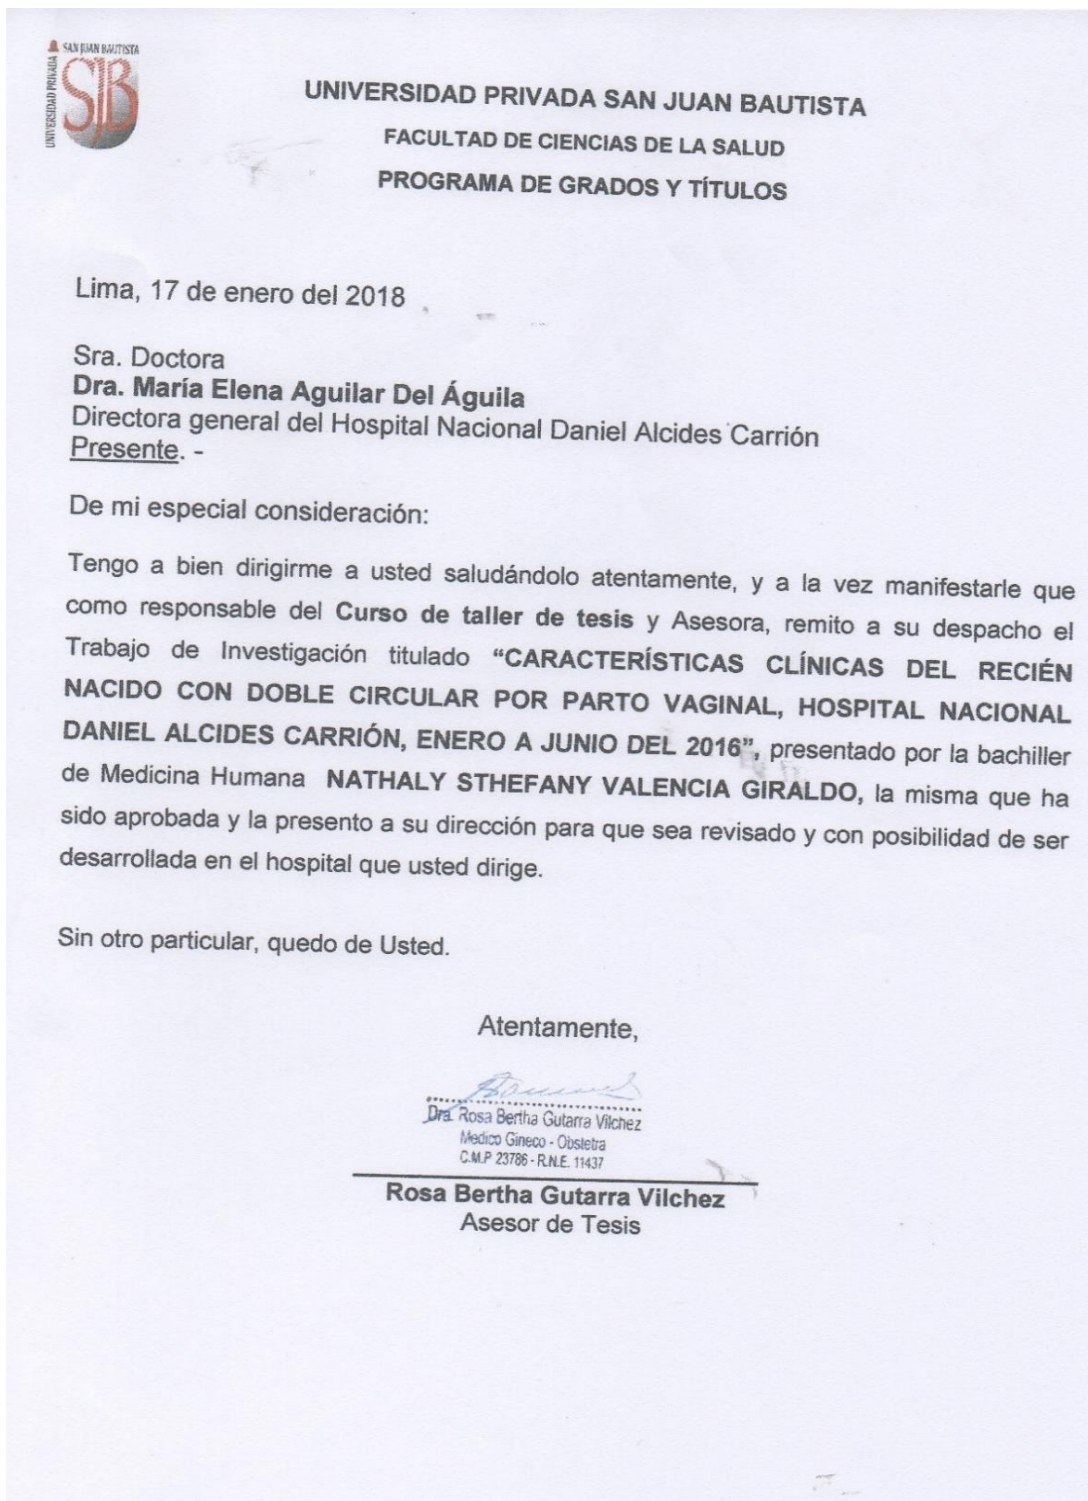 SAN JUAN BAUTISTA
UNIVERSIDAD PRIVADA
SJB
UNIVERSIDAD PRIVADA SAN JUAN BAUTISTA
FACULTAD DE CIENCIAS DE LA SALUD
PROGRAMA DE GRADOS Y TÍTULOS
Lima, 17 de enero del 2018
Sra. Doctora
Dra. María Elena Aguilar Del Águila
Directora general del Hospital Nacional Daniel Alcides Carrión
Presente. -
De mi especial consideración:
Tengo a bien dirigirme a usted saludándolo atentamente, y a la vez manifestarle que
como responsable del Curso de taller de tesis y Asesora, remito a su despacho el
Trabajo de Investigación titulado “CARACTERÍSTICAS CLÍNICAS DEL RECIÉN
NACIDO CON DOBLE CIRCULAR POR PARTO VAGINAL, HOSPITAL NACIONAL
DANIEL ALCIDES CARRIÓN, ENERO A JUNIO DEL 2016”, presentado por la bachiller
de Medicina Humana NATHALY STHEFANY VALENCIA GIRALDO, la misma que ha
sido aprobada y la presento a su dirección para que sea revisado y con posibilidad de ser
desarrollada en el hospital que usted dirige.
Sin otro particular, quedo de Usted.
Atentamente,
Dra. Rosa Bertha Gutarra Vilchez
Medico Gineco - Obstetra
C.M.P 23786 - R.N.E. 11437
Rosa Bertha Gutarra Vilchez
Asesor de Tesis